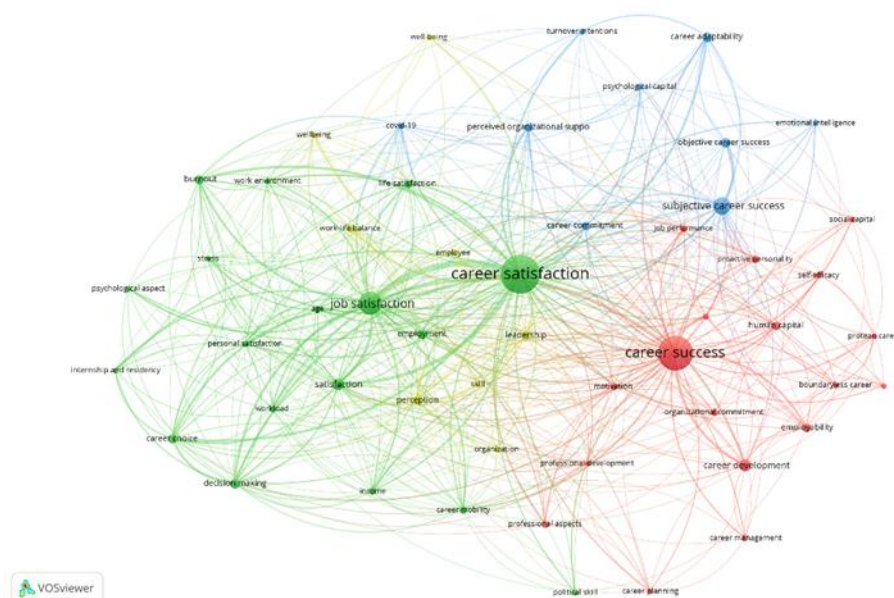 well-being
turnover intentions
career adaptability
psychological capital
wellbeing
covid-19
perceived organizational suppo
emotional intelligence
objective career success
burnout
work environment
life satisfaction
subjective career success
work-life balance
career commitment
job performance
social capital
employee
proactive personality
stress
career satisfaction
self-efficacy
psychological aspect
job satisfaction
age
employment
leadership
human capital
protean care
personal satisfaction
career success
internship and residency
satisfaction
skill
motivation
boundaryless career
perception
workload
organizational commitment
employability
career choice
organization
professional development
career development
decision making
income
career mobility
professional aspects
career management
political skill
career planning
VOSviewer